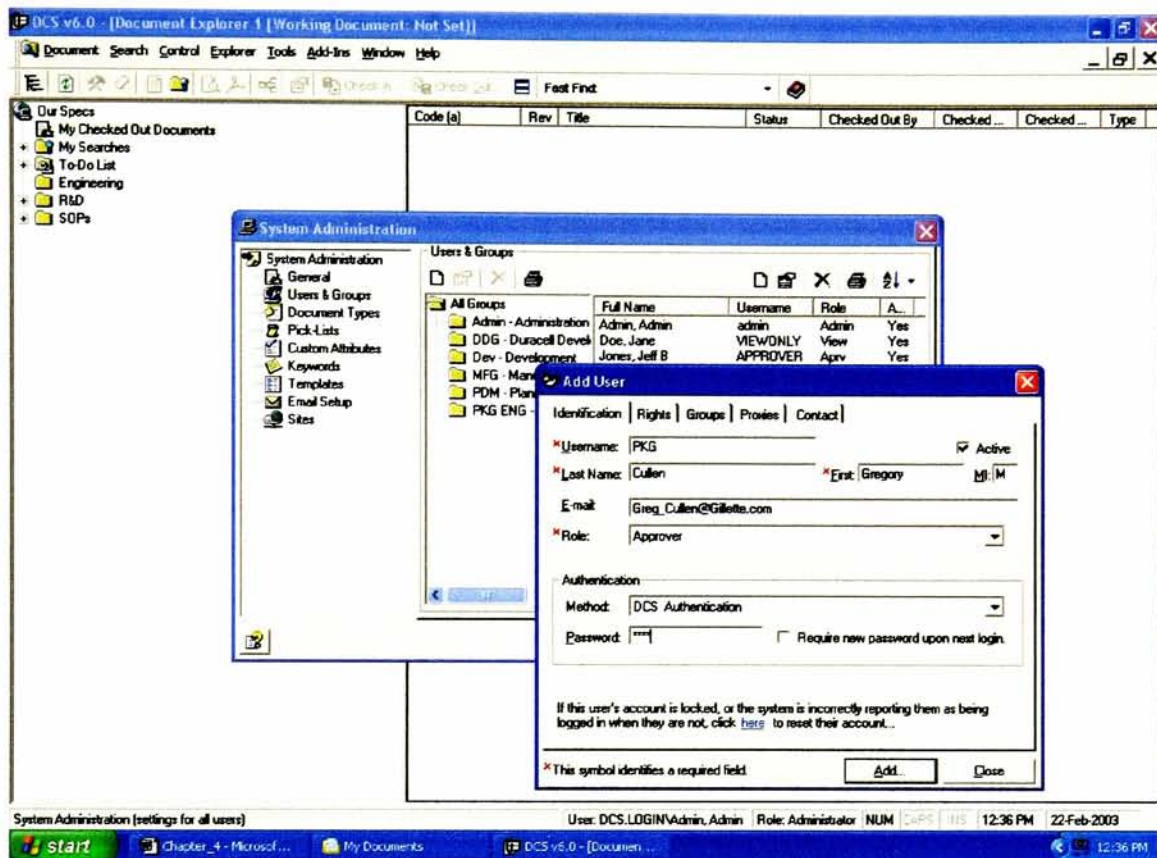 DCS v6.0 - [Document Explorer 1 [Working Document: Not Set]]
Document Search Control Explorer Tools Add-Ins Window Help
Check In Check Out Fast Find
Our Specs
My Checked Out Documents
My Searches
To-Do List
Engineering
R&D
SOPs
Code (a) Rev Title Status Checked Out By Checked ... Checked ... Type
System Administration
System Administration
General
Users & Groups
Document Types
Pick-Lists
Custom Attributes
Keywords
Templates
Email Setup
Sites
Users & Groups
All Groups
Admin - Administration
DDG - Duracell Devel
Dev - Development
MFG - Man
PDM - Plan
PKG ENG -
Full Name Username Role A...
Admin, Admin admin Admin Yes
Doe, Jane VIEWONLY View Yes
Jones, Jeff B APPROVER Aprv Yes
Add User
Identification Rights Groups Proxies Contact
*Username: PKG Active
*Last Name: Cullen *First: Gregory MI: M
E-mail: Greg_Cullen@Gillette.com
*Role: Approver
Authentication
Method: DCS Authentication
Password: **** Require new password upon next login.
If this user's account is locked, or the system is incorrectly reporting them as being
logged in when they are not, click here to reset their account...
*This symbol identifies a required field. Add... Close
System Administration (settings for all users) User: DCS.LOGIN\Admin, Admin Role: Administrator NUM CAPS INS 12:36 PM 22-Feb-2003
start Chapter_4 - Microsof... My Documents DCS v6.0 - [Documen ... 12:36 PM